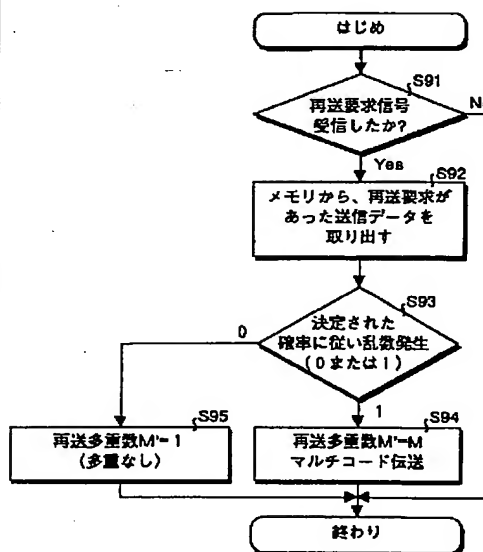 はじめ
S91
再送要求信号
受信したか?
N
Yes
S92
メモリから、再送要求が
あった送信データを
取り出す
S93
決定された
確率に従い乱数発生
(0または1)
0
1
S95
再送多重数M'=1
(多重なし)
S94
再送多重数M'=M
マルチコード伝送
終わり